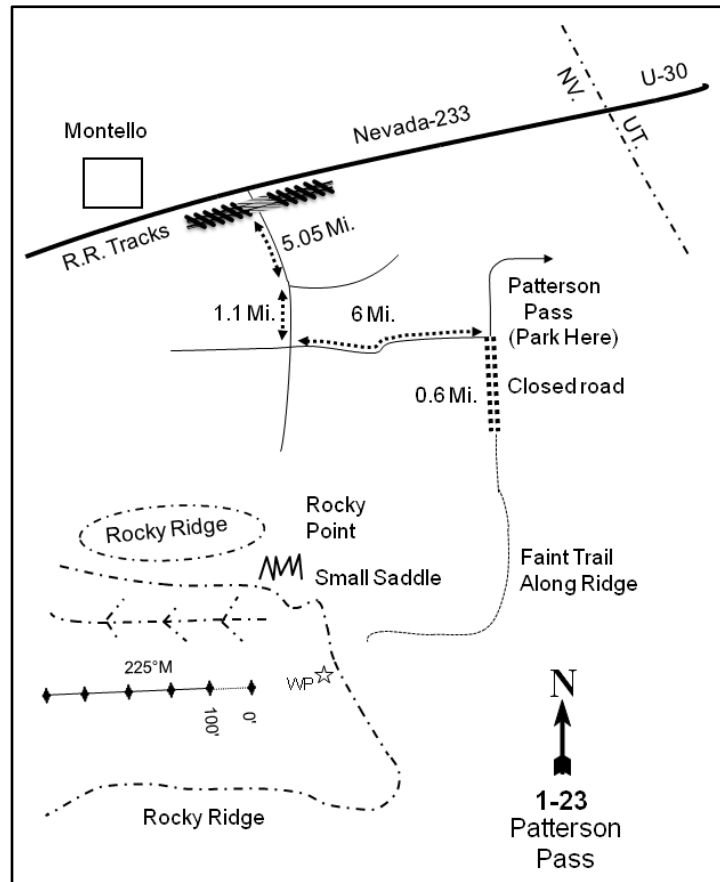 U-30
NV.
UT.
Nevada-233
Montello
R.R. Tracks
5.05 Mi.
1.1 Mi.
6 Mi.
Patterson
Pass
(Park Here)
0.6 Mi.
Closed road
Rocky Ridge
Rocky
Point
Small Saddle
Faint Trail
Along Ridge
225°M
WP
100'
0'
Rocky Ridge
N
1-23
Patterson
Pass